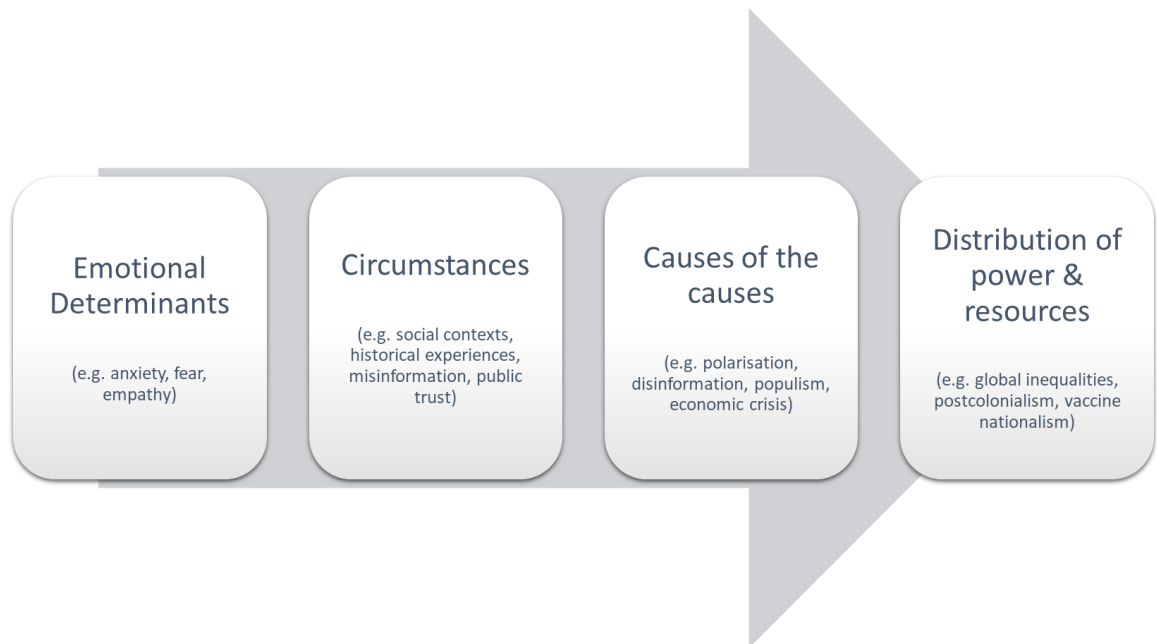 Emotional
Determinants
(e.g. anxiety, fear,
empathy)
Circumstances
(e.g. social contexts,
historical experiences,
misinformation, public
trust)
Causes of the
causes
(e.g. polarisation,
disinformation, populism,
economic crisis)
Distribution of
power &
resources
(e.g. global inequalities,
postcolonialism, vaccine
nationalism)